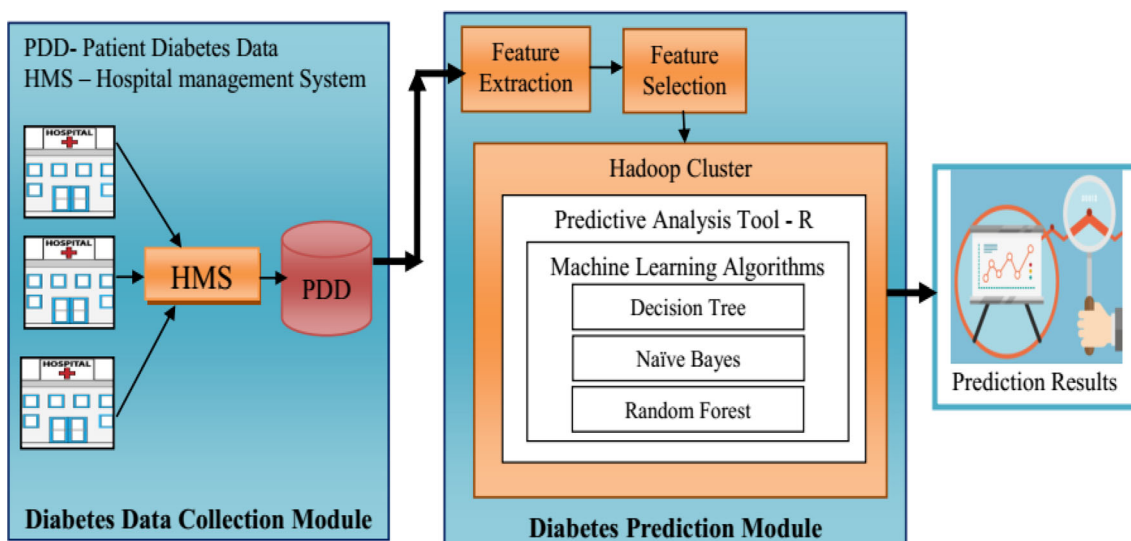 PDD- Patient Diabetes Data
HMS – Hospital management System
HOSPITAL
HOSPITAL
HOSPITAL
HMS
PDD
Diabetes Data Collection Module
Feature
Extraction
Feature
Selection
Hadoop Cluster
Predictive Analysis Tool - R
Machine Learning Algorithms
Decision Tree
Naïve Bayes
Random Forest
Diabetes Prediction Module
Prediction Results